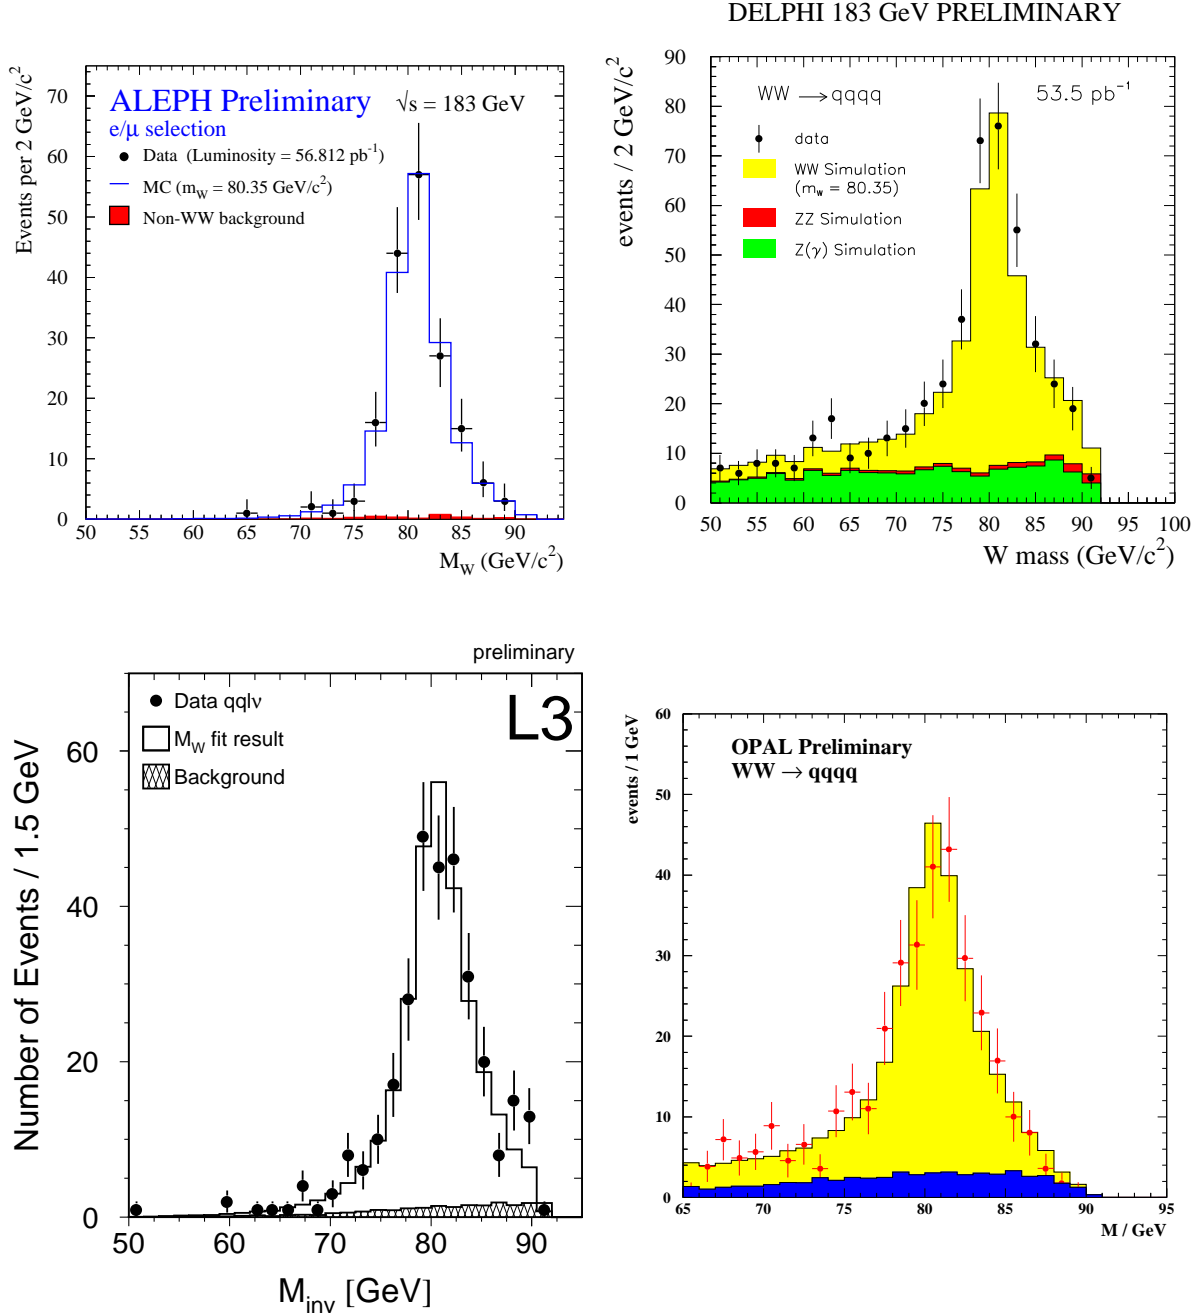 DELPHI 183 GeV PRELIMINARY
Events per 2 GeV/c²
70
60
50
40
30
20
10
0
ALEPH Preliminary
√s = 183 GeV
e/μ selection
Data (Luminosity = 56.812 pb⁻¹)
MC (m_W = 80.35 GeV/c²)
Non-WW background
50 55 60 65 70 75 80 85 90
M_W (GeV/c²)
events / 2 GeV/c²
90
80
70
60
50
40
30
20
10
0
WW → qqqq
53.5 pb⁻¹
data
WW Simulation
(m_W = 80.35)
ZZ Simulation
Z(γ) Simulation
50 55 60 65 70 75 80 85 90 95 100
W mass (GeV/c²)
preliminary
Number of Events / 1.5 GeV
60
40
20
0
Data qqlν
L3
M_W fit result
Background
50 60 70 80 90
M_inv [GeV]
events / 1 GeV
60
50
40
30
20
10
0
OPAL Preliminary
WW → qqqq
65 70 75 80 85 90 95
M / GeV